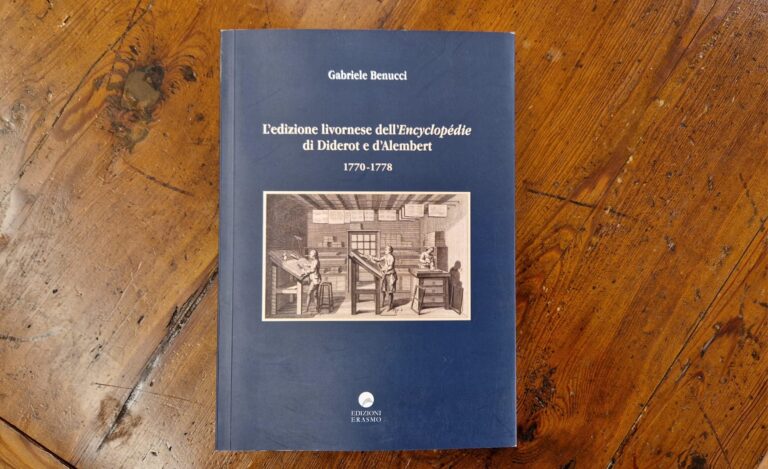 Gabriele Benucci
L'edizione livornese dell'Encyclopédie
di Diderot e d'Alembert
1770-1778
EDIZIONI
ERASMO